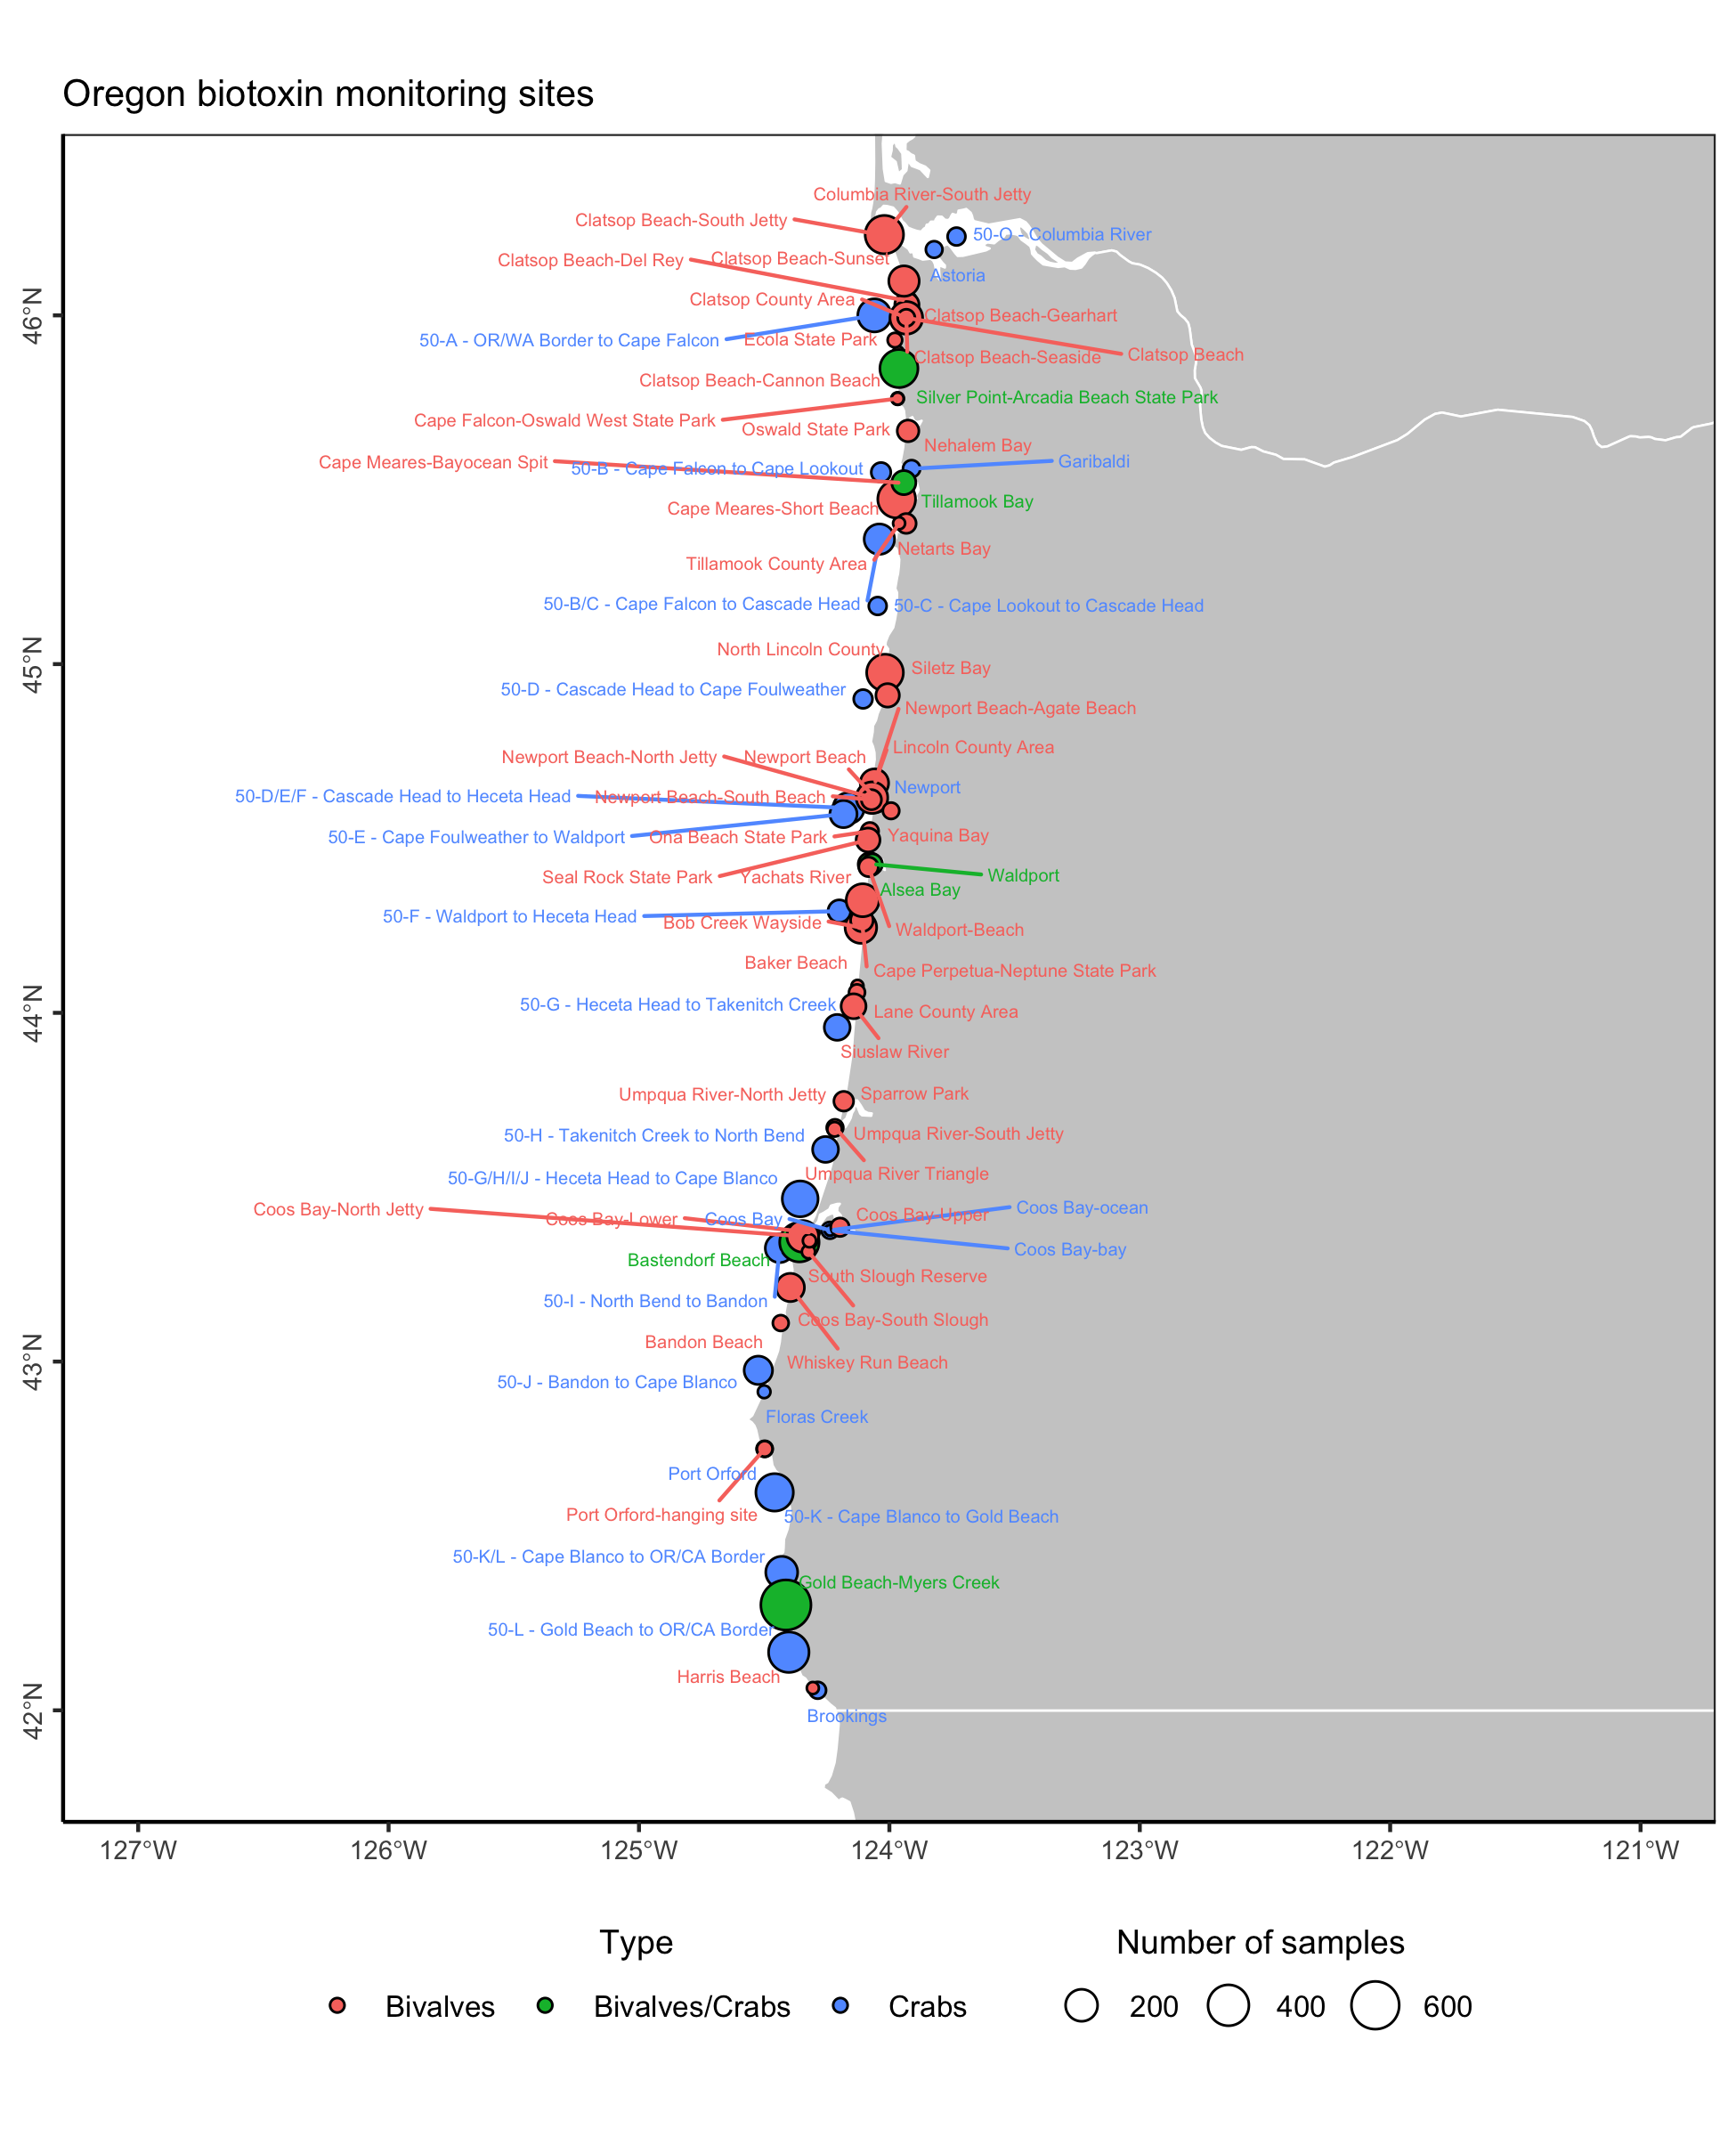 Oregon biotoxin monitoring sites
Columbia River-South Jetty
Clatsop Beach-South Jetty
50-O - Columbia River
Clatsop Beach-Del Rey
Clatsop Beach-Sunset
Astoria
Clatsop County Area
46°N
Clatsop Beach-Gearhart
50-A - OR/WA Border to Cape Falcon
Ecola State Park
Clatsop Beach-Seaside
Clatsop Beach
Clatsop Beach-Cannon Beach
Silver Point-Arcadia Beach State Park
Cape Falcon-Oswald West State Park
Oswald State Park
Nehalem Bay
Cape Meares-Bayocean Spit
50-B - Cape Falcon to Cape Lookout
Garibaldi
Tillamook Bay
Cape Meares-Short Beach
Netarts Bay
Tillamook County Area
50-B/C - Cape Falcon to Cascade Head
50-C - Cape Lookout to Cascade Head
North Lincoln County
45°N
Siletz Bay
50-D - Cascade Head to Cape Foulweather
Newport Beach-Agate Beach
Lincoln County Area
Newport Beach-North Jetty
Newport Beach
Newport
50-D/E/F - Cascade Head to Heceta Head
Newport Beach-South Beach
50-E - Cape Foulweather to Waldport
Ona Beach State Park
Yaquina Bay
Seal Rock State Park
Yachats River
Waldport
Alsea Bay
50-F - Waldport to Heceta Head
Bob Creek Wayside
Waldport-Beach
Baker Beach
Cape Perpetua-Neptune State Park
50-G - Heceta Head to Takenitch Creek
44°N
Lane County Area
Siuslaw River
Umpqua River-North Jetty
Sparrow Park
50-H - Takenitch Creek to North Bend
Umpqua River-South Jetty
50-G/H/I/J - Heceta Head to Cape Blanco
Umpqua River Triangle
Coos Bay-North Jetty
Coos Bay-Lower
Coos Bay
Coos Bay-Upper
Coos Bay-ocean
Coos Bay-bay
Bastendorf Beach
South Slough Reserve
50-I - North Bend to Bandon
Coos Bay-South Slough
Bandon Beach
43°N
Whiskey Run Beach
50-J - Bandon to Cape Blanco
Floras Creek
Port Orford
Port Orford-hanging site
50-K - Cape Blanco to Gold Beach
50-K/L - Cape Blanco to OR/CA Border
Gold Beach-Myers Creek
50-L - Gold Beach to OR/CA Border
Harris Beach
42°N
Brookings
127°W 126°W 125°W 124°W 123°W 122°W 121°W
Type
Number of samples
Bivalves Bivalves/Crabs Crabs
200 400 600